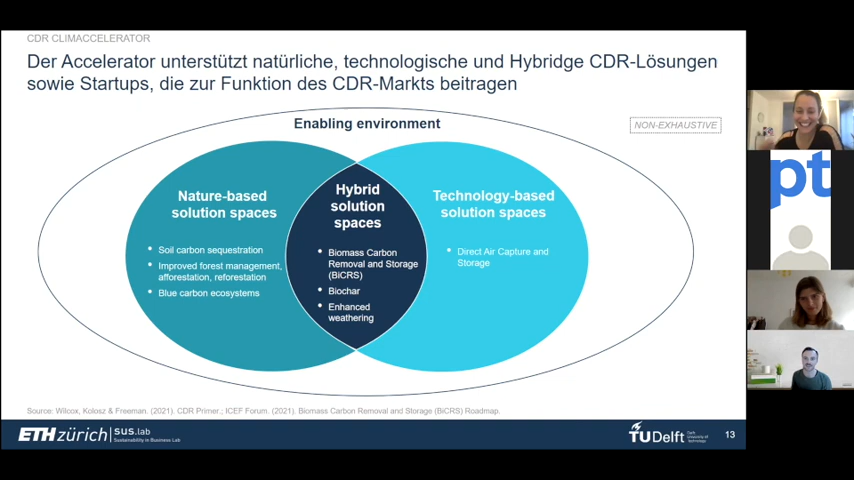 CDR CLIMACCELERATOR
Der Accelerator unterstützt natürliche, technologische und Hybridge CDR-Lösungen
sowie Startups, die zur Funktion des CDR-Markts beitragen
Enabling environment
NON-EXHAUSTIVE
Nature-based
solution spaces
• Soil carbon sequestration
• Improved forest management,
afforestation, reforestation
• Blue carbon ecosystems
Hybrid
solution
spaces
• Biomass Carbon
Removal and Storage
(BiCRS)
• Biochar
• Enhanced
weathering
Technology-based
solution spaces
• Direct Air Capture and
Storage
pt
Source: Wilcox, Kolosz & Freeman. (2021). CDR Primer.; ICEF Forum. (2021). Biomass Carbon Removal and Storage (BiCRS) Roadmap.
ETH zürich
sus.lab
Sustainability in Business Lab
TU Delft
Delft
University of
Technology
13